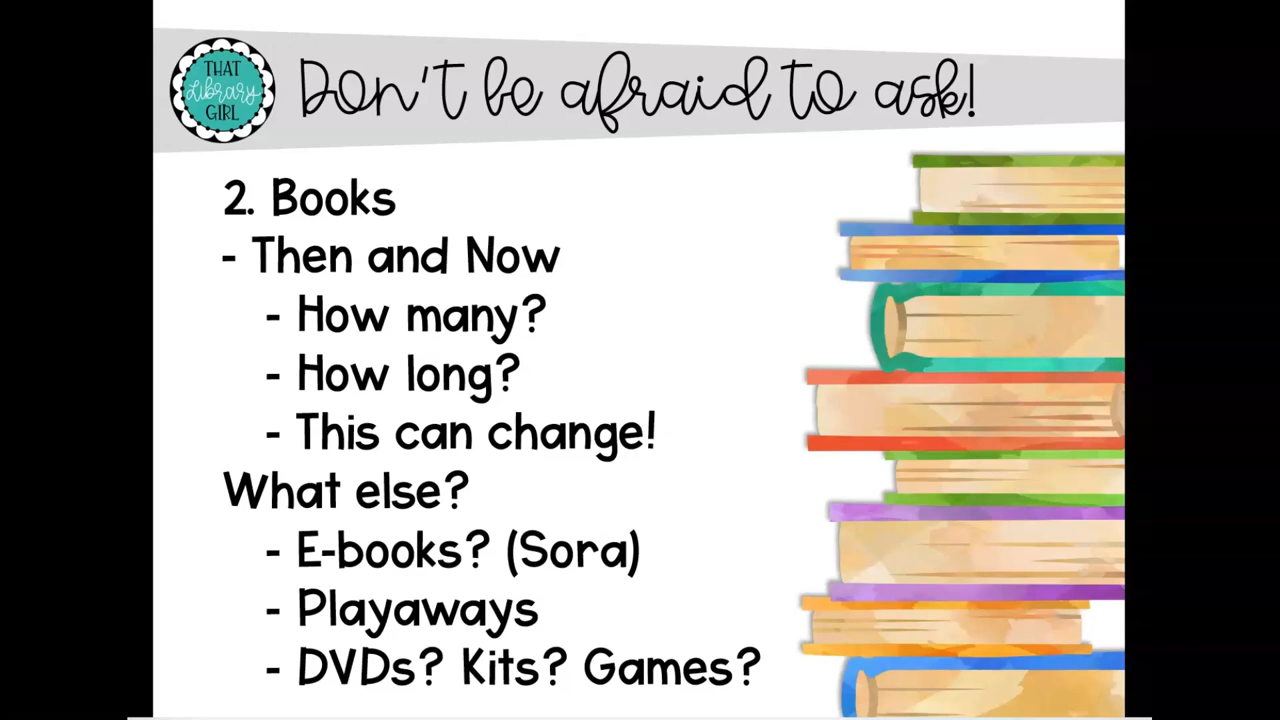 THAT
Library
GIRL
Don't be afraid to ask!
2. Books
- Then and Now
- How many?
- How long?
- This can change!
What else?
- E-books? (Sora)
- Playaways
- DVDs? Kits? Games?